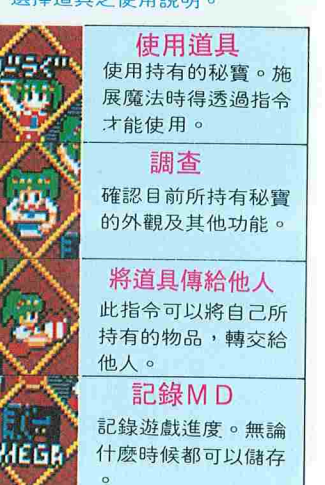 選擇道具之使用說明。
どうぐ
使用道具
使用持有的秘寶。施
展魔法時得透過指令
才能使用。
調查
確認目前所持有秘寶
的外觀及其他功能。
將道具傳給他人
此指令可以將自己所
持有的物品，轉交給
他人。
記錄MD
MEGA
記錄遊戲進度。無論
什麼時候都可以儲存
。